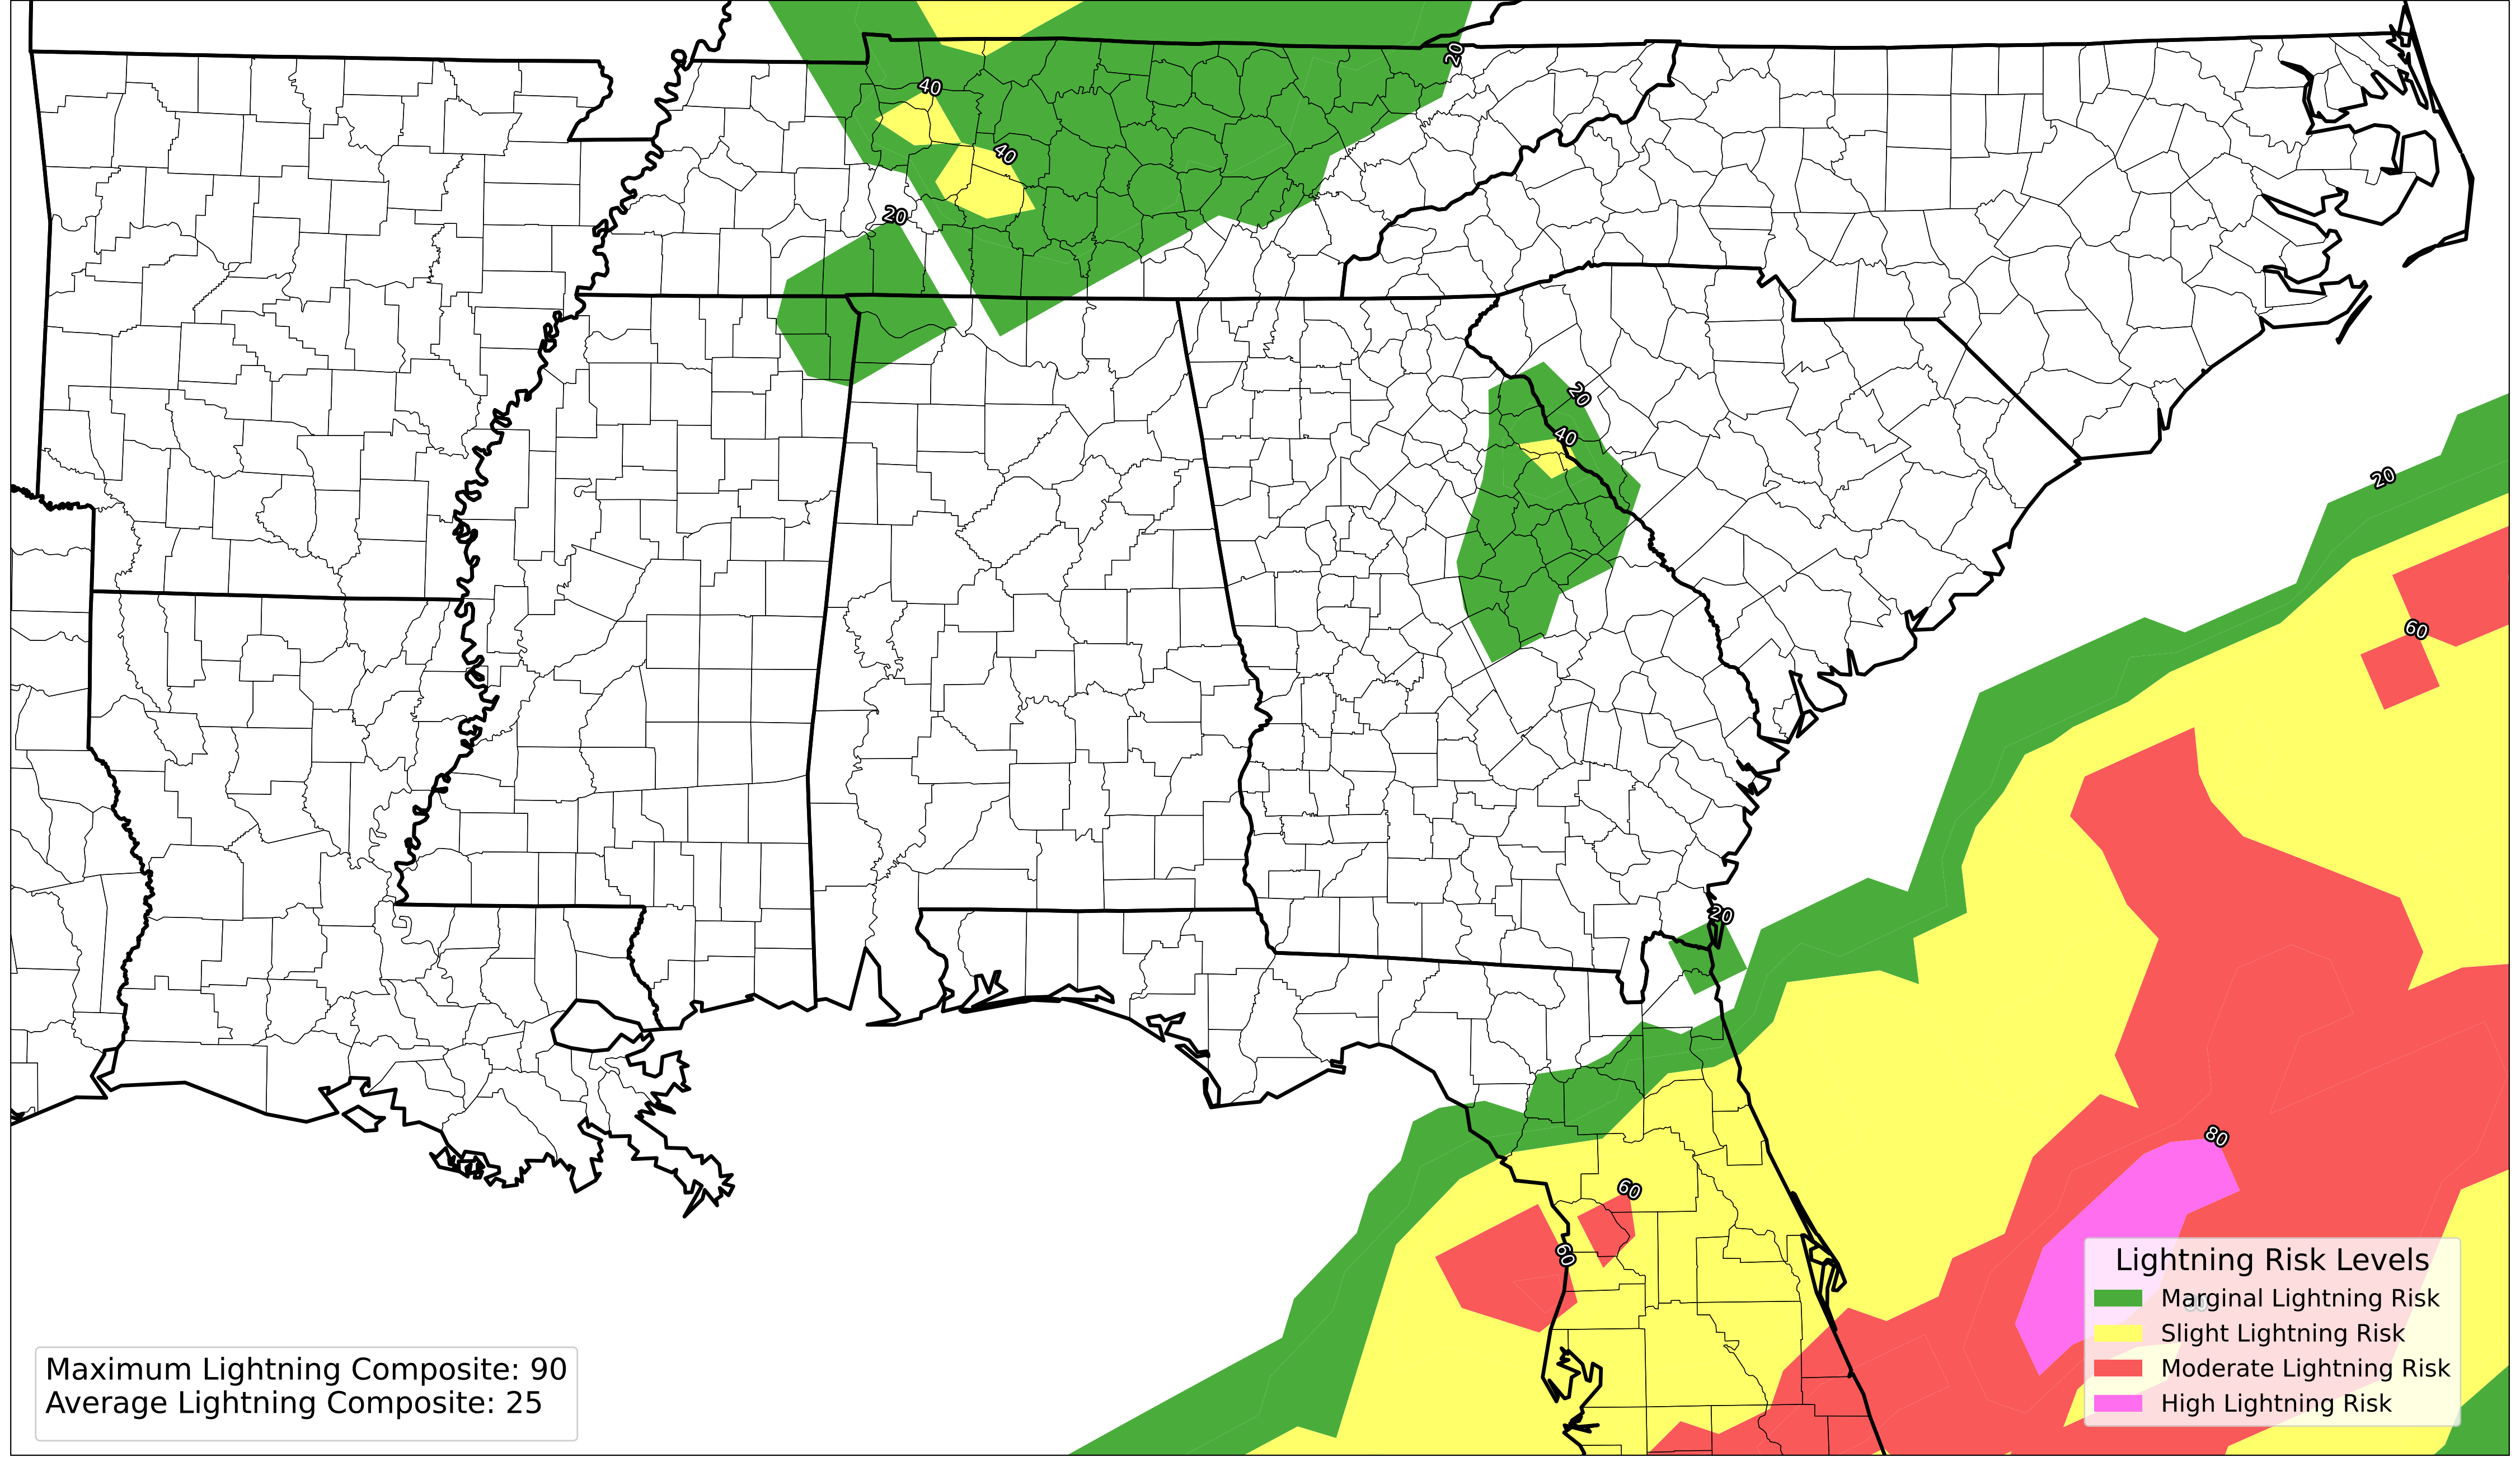 20
40
40
20
20
40
20
60
20
80
60
60
Lightning Risk Levels
Marginal Lightning Risk
Slight Lightning Risk
Moderate Lightning Risk
High Lightning Risk
Maximum Lightning Composite: 90
Average Lightning Composite: 25